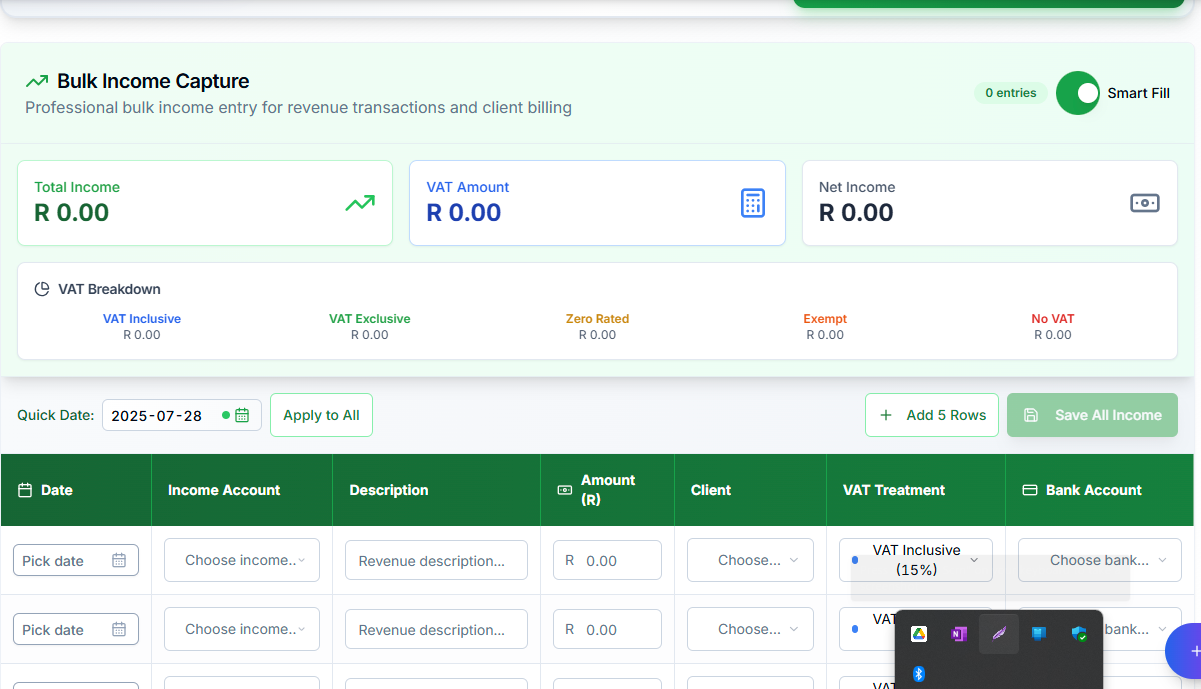 Bulk Income Capture
Professional bulk income entry for revenue transactions and client billing
0 entries
Smart Fill
Total Income
R 0.00
VAT Amount
R 0.00
Net Income
R 0.00
VAT Breakdown
VAT Inclusive
R 0.00
VAT Exclusive
R 0.00
Zero Rated
R 0.00
Exempt
R 0.00
No VAT
R 0.00
Quick Date:
2025-07-28
Apply to All
+ Add 5 Rows
Save All Income
Date
Income Account
Description
Amount
(R)
Client
VAT Treatment
Bank Account
Pick date
Choose income..
Revenue description...
R 0.00
Choose...
VAT Inclusive
(15%)
Choose bank...
Pick date
Choose income..
Revenue description...
R 0.00
Choose...
VAT
bank...
N